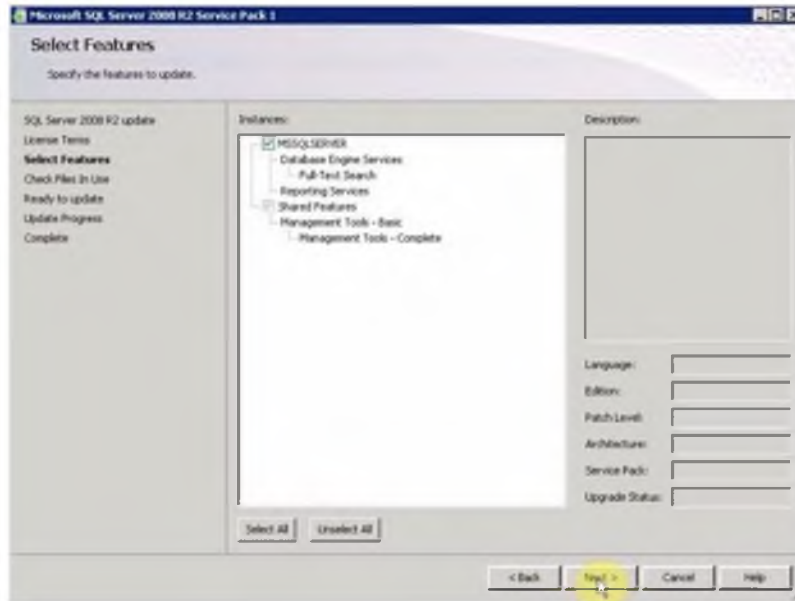 Microsoft SQL Server 2008 R2 Service Pack 1
Select Features
Specify the features to update.
SQL Server 2008 R2 update
License Terms
Select Features
Check Files In Use
Ready to update
Update Progress
Complete
Instances:
MSSQLSERVER
Database Engine Services
Full-Text Search
Reporting Services
Shared Features
Management Tools - Basic
Management Tools - Complete
Select All
Unselect All
Description:
Language:
Edition:
Patch Level:
Architecture:
Service Pack:
Upgrade Status:
< Back
Next >
Cancel
Help